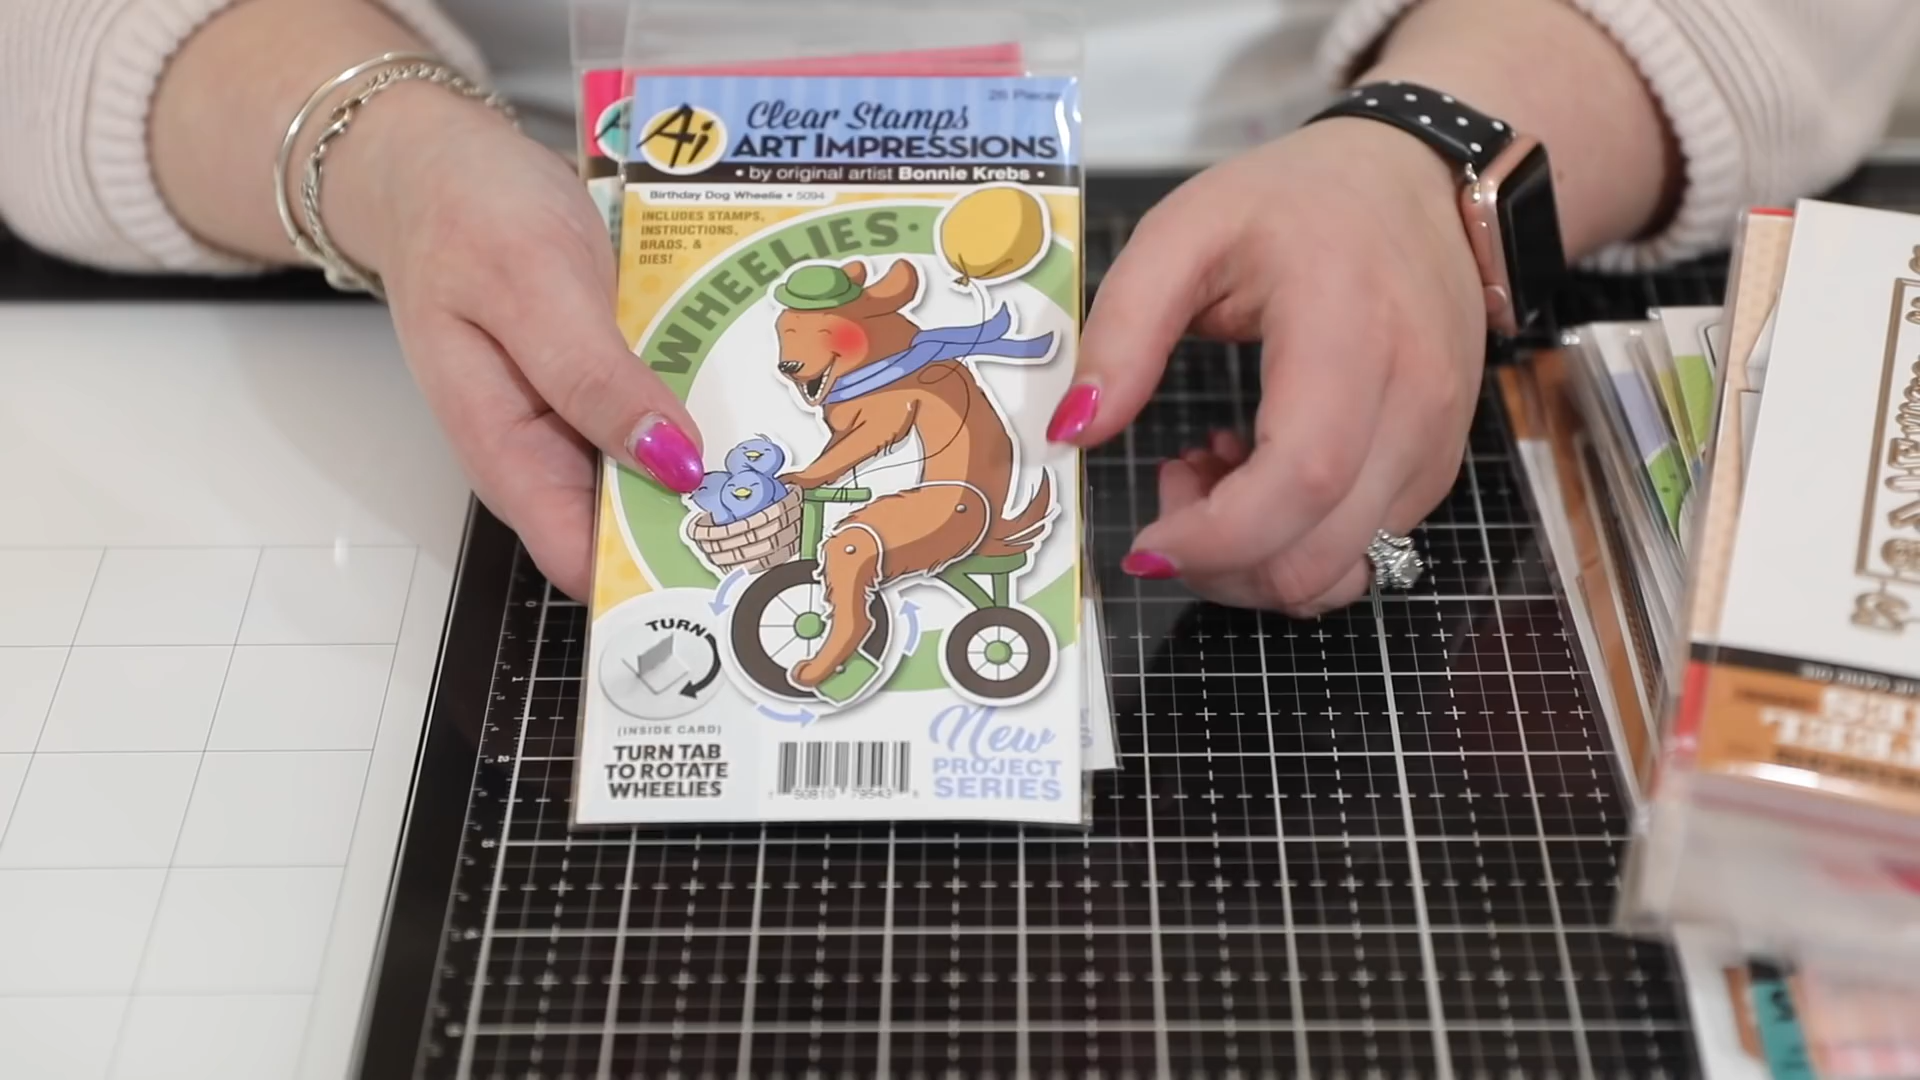 26 Pieces
Ai
Clear Stamps
ART IMPRESSIONS
• by original artist Bonnie Krebs •
Birthday Dog Wheelie • 5094
INCLUDES STAMPS,
INSTRUCTIONS,
BRADS, &
DIES!
WHEELIES
TURN
(INSIDE CARD)
TURN TAB
TO ROTATE
WHEELIES
New
PROJECT
SERIES